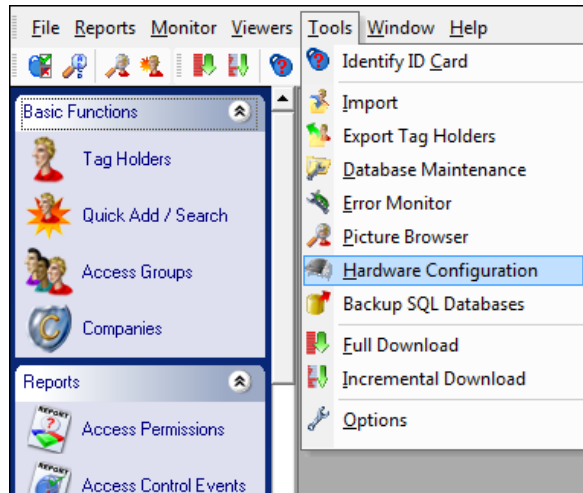 File Reports Monitor Viewers Tools Window Help
Identify ID Card
Import
Export Tag Holders
Database Maintenance
Error Monitor
Picture Browser
Hardware Configuration
Backup SQL Databases
Full Download
Incremental Download
Options
Basic Functions
Tag Holders
Quick Add / Search
Access Groups
Companies
Reports
REPORT
Access Permissions
REPORT
Access Control Events